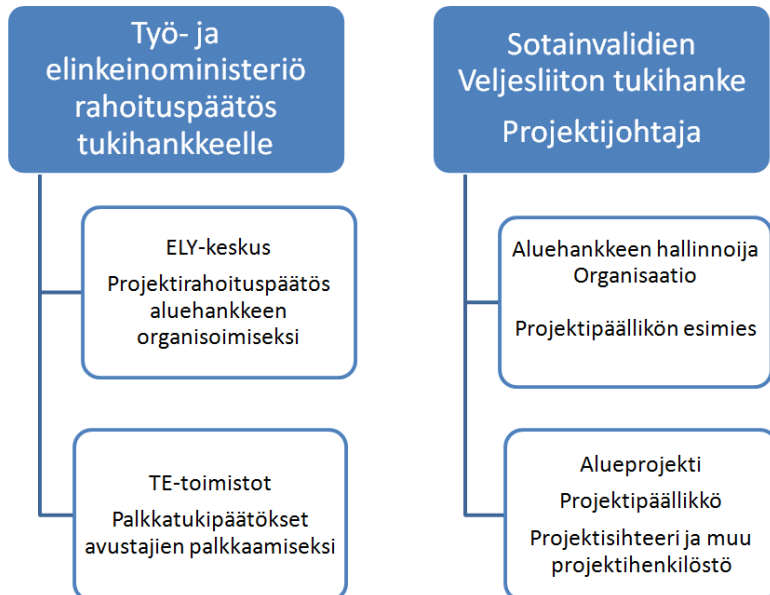 Työ- ja
elinkeinoministeriö
rahoituspäätös
tukihankkeelle
ELY-keskus
Projektirahoituspäätös
aluehankkeen
organisoimiseksi
TE-toimistot
Palkkatukipäätökset
avustajien palkkaamiseksi
Sotainvalidien
Veljesliiton tukihanke
Projektijohtaja
Aluehankkeen hallinnoija
Organisaatio
Projektipäällikön esimies
Alueprojekti
Projektipäällikkö
Projektisihteeri ja muu
projektihenkilöstö